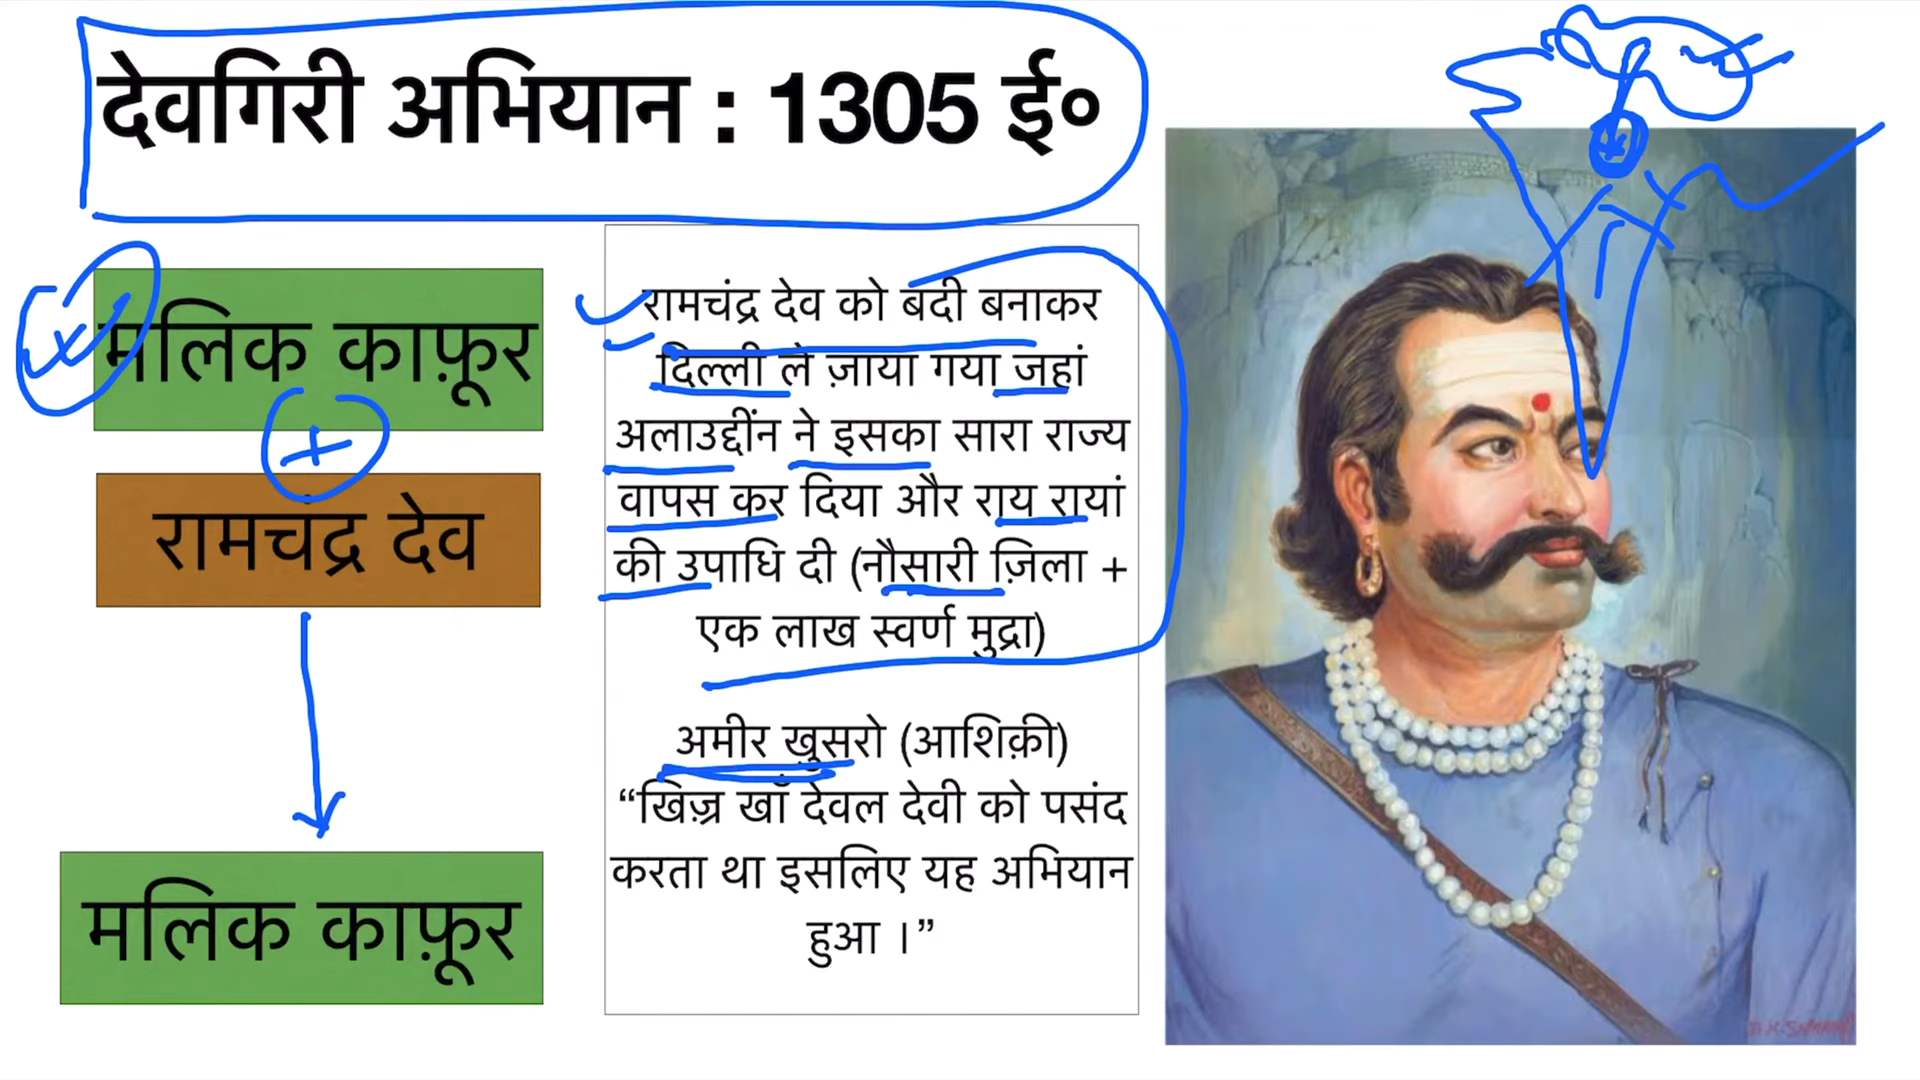 देवगिरी अभियान : 1305 ई०
मलिक काफ़ूर
रामचंद्र देव
मलिक काफ़ूर
रामचंद्र देव को बंदी बनाकर
दिल्ली ले ज़ाया गया जहां
अलाउद्दींन ने इसका सारा राज्य
वापस कर दिया और राय रायां
की उपाधि दी (नौसारी ज़िला +
एक लाख स्वर्ण मुद्रा)
अमीर खुसरो (आशिक़ी)
“खिज़्र खाँ देवल देवी को पसंद
करता था इसलिए यह अभियान
हुआ ।”